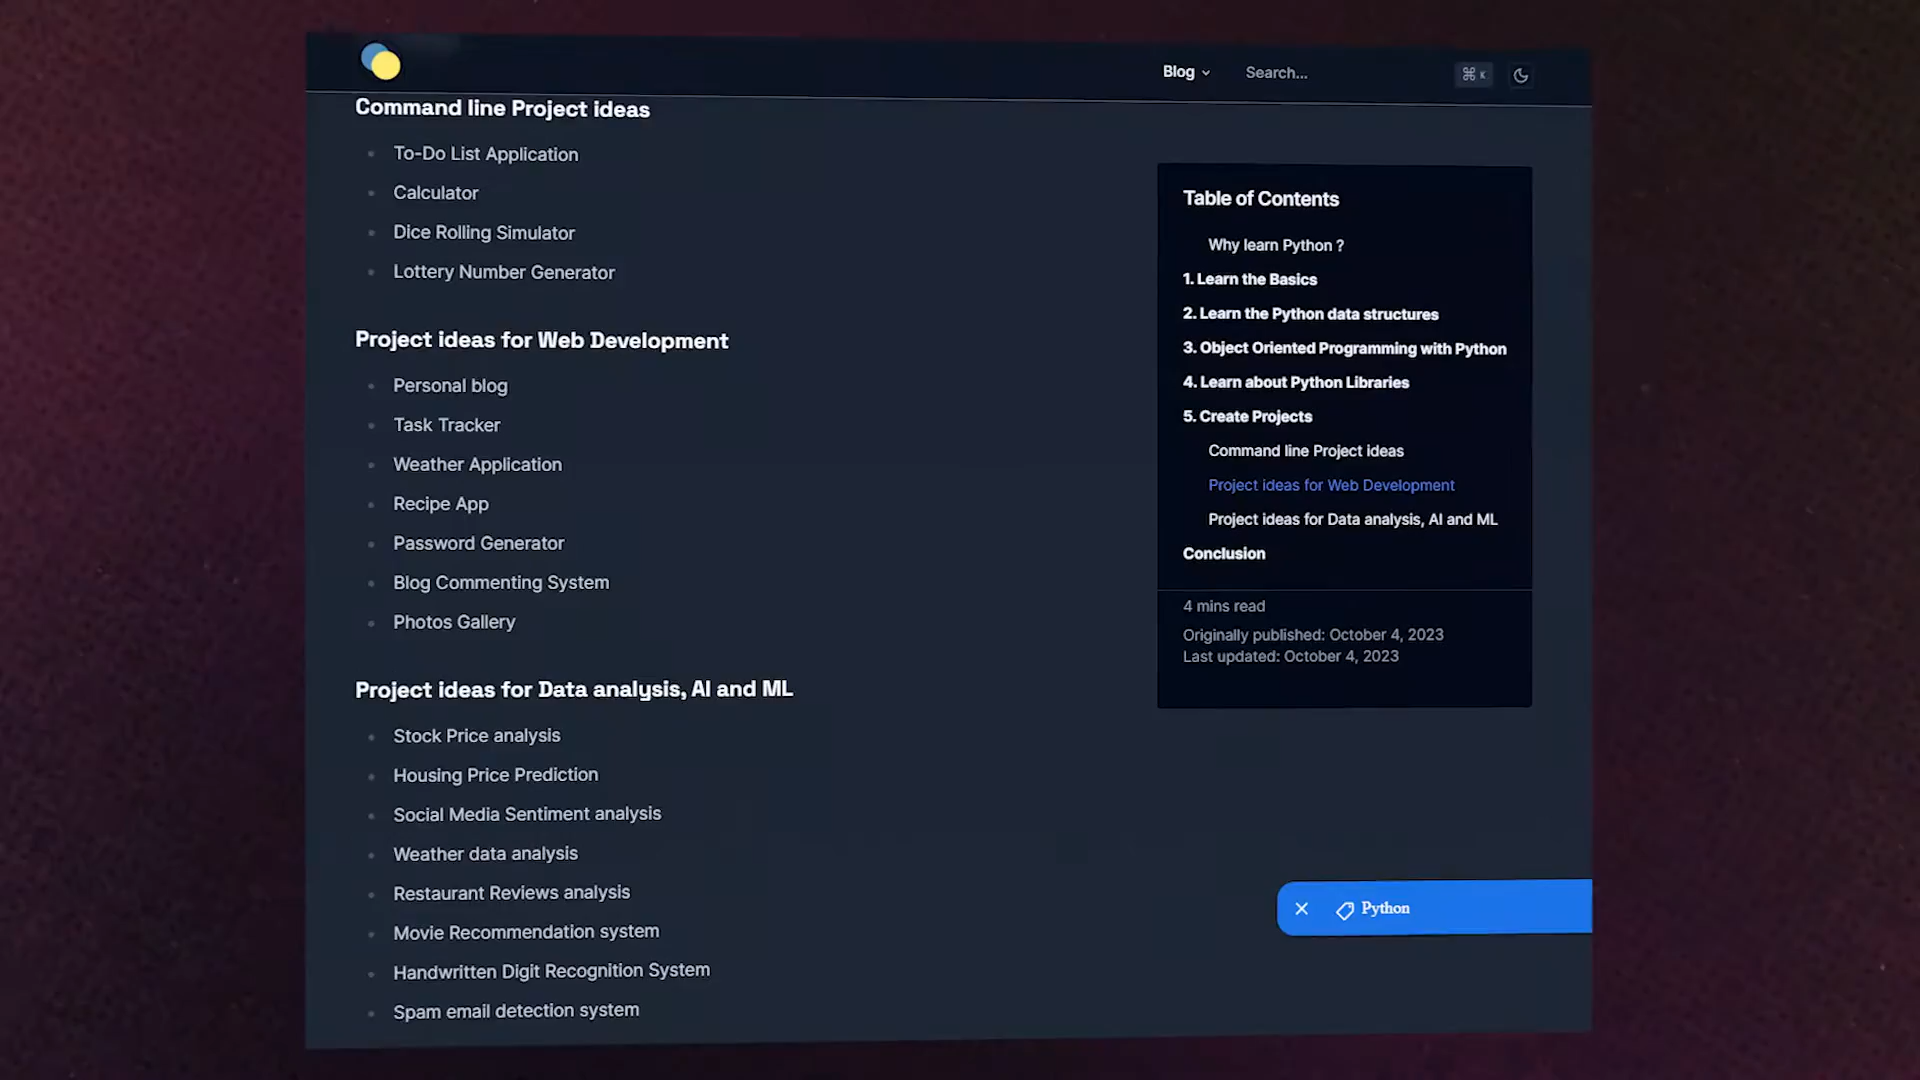 Blog
Search...
⌘ K
Command line Project ideas
To-Do List Application
Calculator
Dice Rolling Simulator
Lottery Number Generator
Project ideas for Web Development
Personal blog
Task Tracker
Weather Application
Recipe App
Password Generator
Blog Commenting System
Photos Gallery
Project ideas for Data analysis, AI and ML
Stock Price analysis
Housing Price Prediction
Social Media Sentiment analysis
Weather data analysis
Restaurant Reviews analysis
Movie Recommendation system
Handwritten Digit Recognition System
Spam email detection system
Table of Contents
Why learn Python ?
1. Learn the Basics
2. Learn the Python data structures
3. Object Oriented Programming with Python
4. Learn about Python Libraries
5. Create Projects
Command line Project ideas
Project ideas for Web Development
Project ideas for Data analysis, AI and ML
Conclusion
4 mins read
Originally published: October 4, 2023
Last updated: October 4, 2023
Python